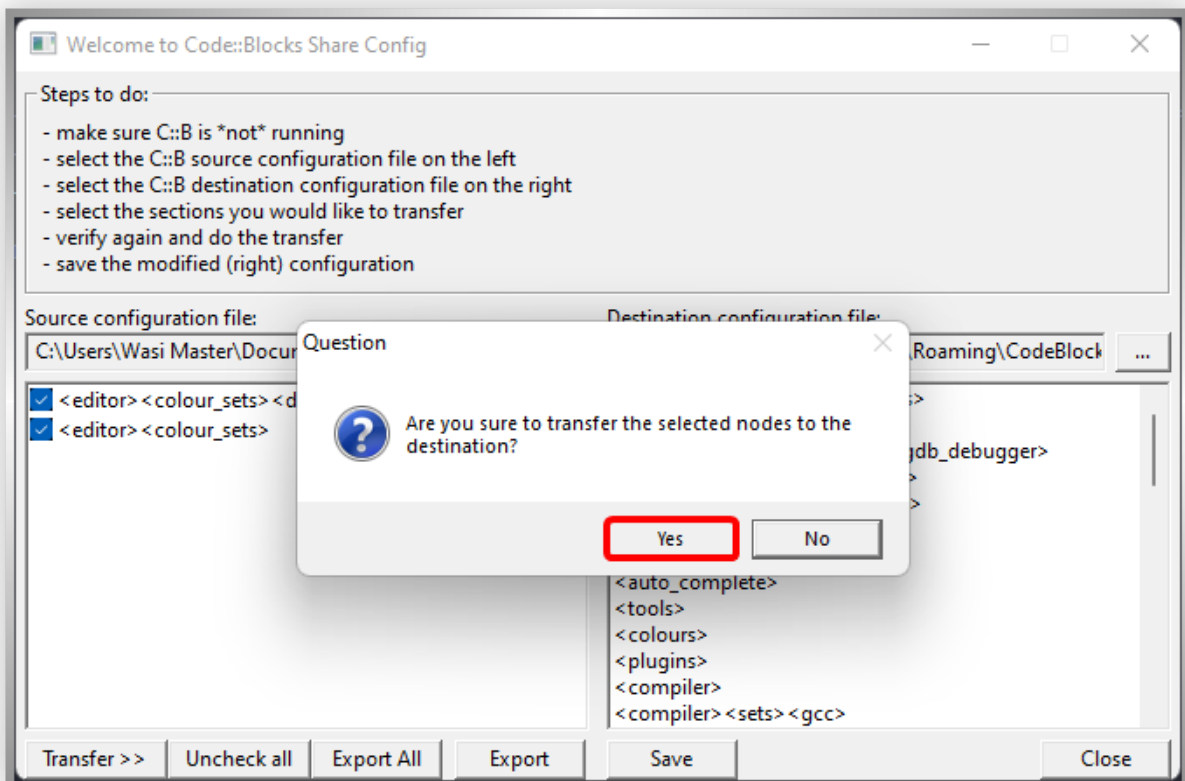 Welcome to Code::Blocks Share Config
Steps to do:
- make sure C::B is *not* running
- select the C::B source configuration file on the left
- select the C::B destination configuration file on the right
- select the sections you would like to transfer
- verify again and do the transfer
- save the modified (right) configuration
Source configuration file:
Destination configuration file:
C:\Users\Wasi Master\Docur
\Roaming\CodeBlock
...
<editor><colour_sets><d
<editor><colour_sets>
Question
Are you sure to transfer the selected nodes to the
destination?
Yes
No
gdb_debugger>
<auto_complete>
<tools>
<colours>
<plugins>
<compiler>
<compiler><sets><gcc>
Transfer >>
Uncheck all
Export All
Export
Save
Close